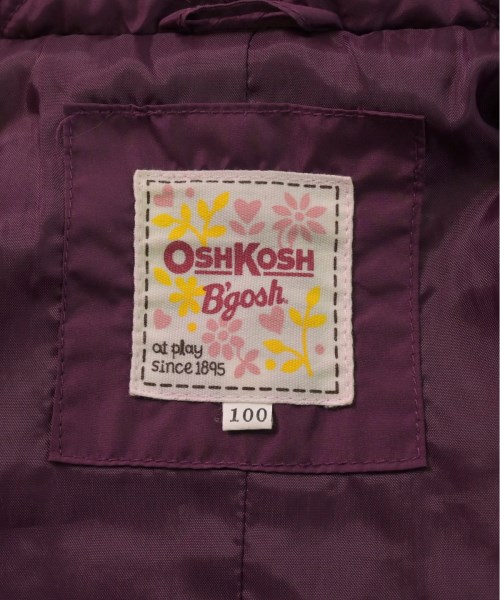 OSHKOSH
B'gosh.
at play
since 1895
100